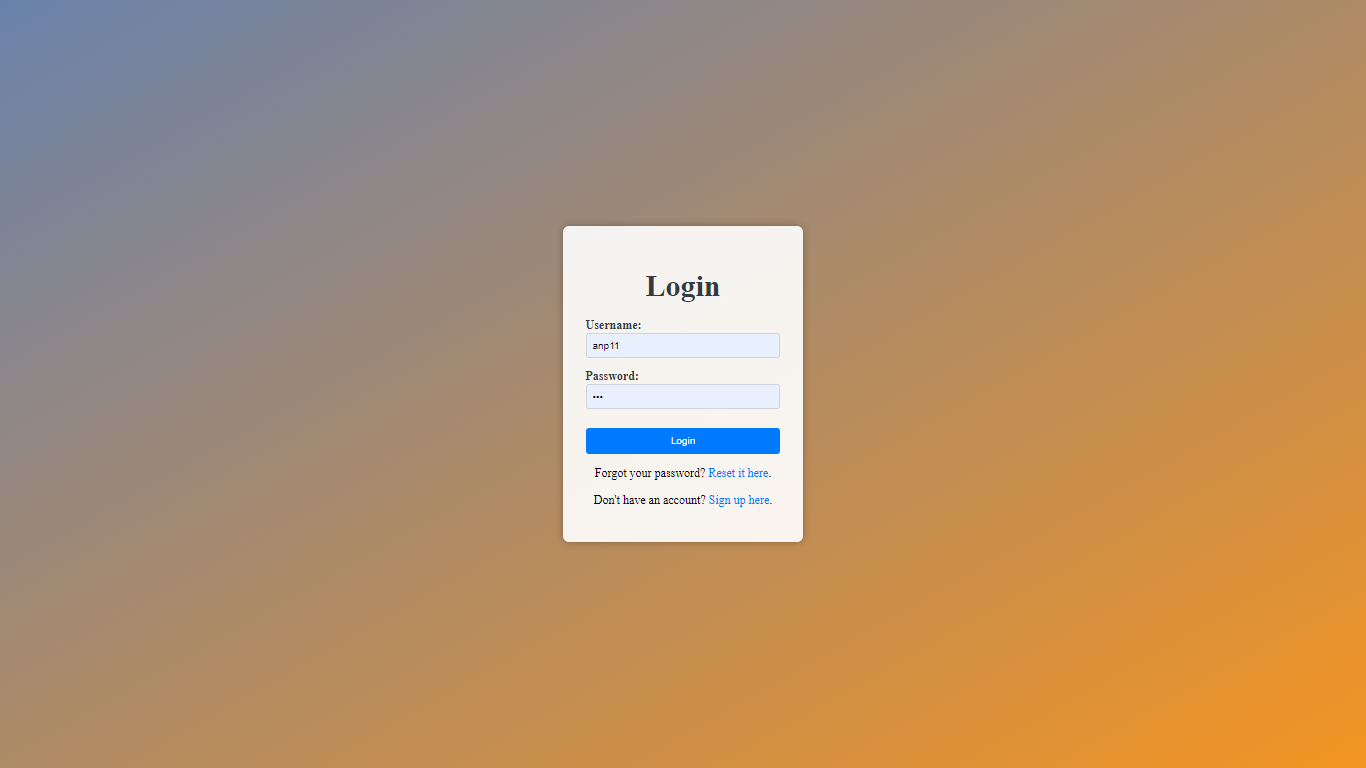 Login
Username:
anp11
Password:
•••
Login
Forgot your password? Reset it here.
Don't have an account? Sign up here.